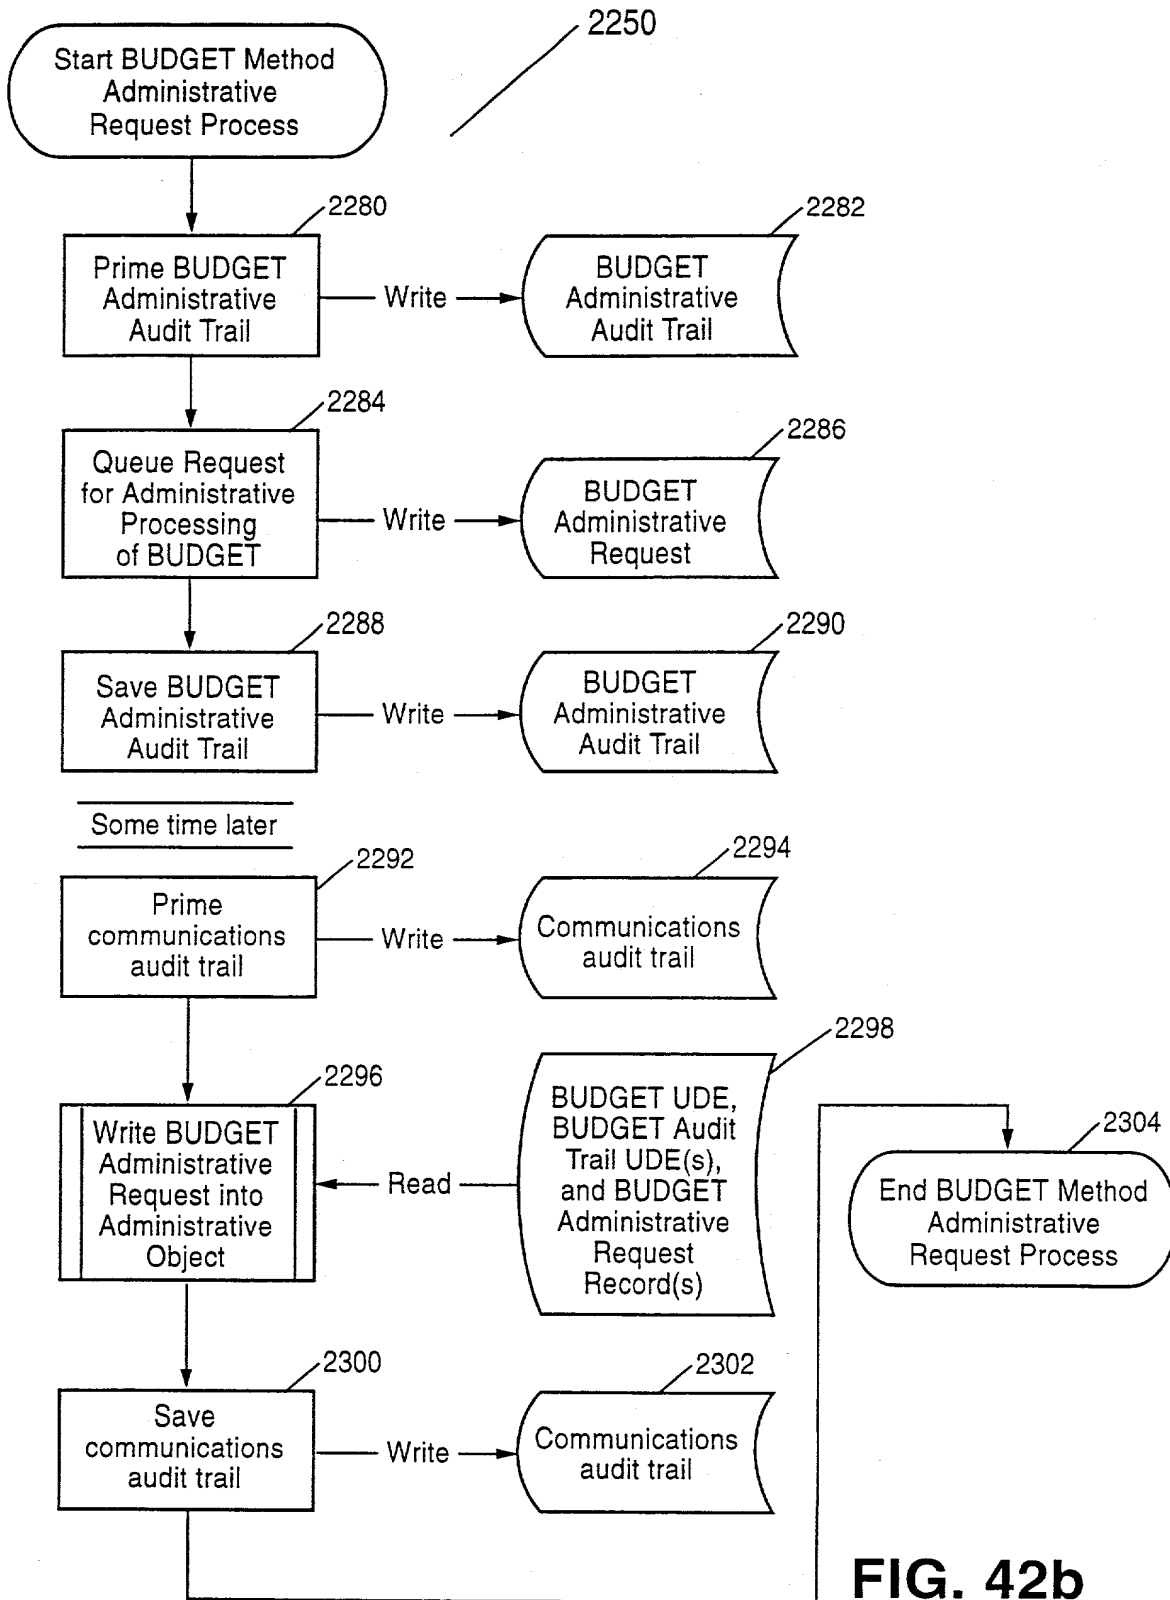 2250
Start BUDGET Method
Administrative
Request Process
2280
Prime BUDGET
Administrative
Audit Trail
Write
2282
BUDGET
Administrative
Audit Trail
2284
Queue Request
for Administrative
Processing
of BUDGET
Write
2286
BUDGET
Administrative
Request
2288
Save BUDGET
Administrative
Audit Trail
Write
2290
BUDGET
Administrative
Audit Trail
Some time later
2292
Prime
communications
audit trail
Write
2294
Communications
audit trail
2296
Write BUDGET
Administrative
Request into
Administrative
Object
Read
2298
BUDGET UDE,
BUDGET Audit
Trail UDE(s),
and BUDGET
Administrative
Request
Record(s)
2300
Save
communications
audit trail
Write
2302
Communications
audit trail
2304
End BUDGET Method
Administrative
Request Process
FIG. 42b